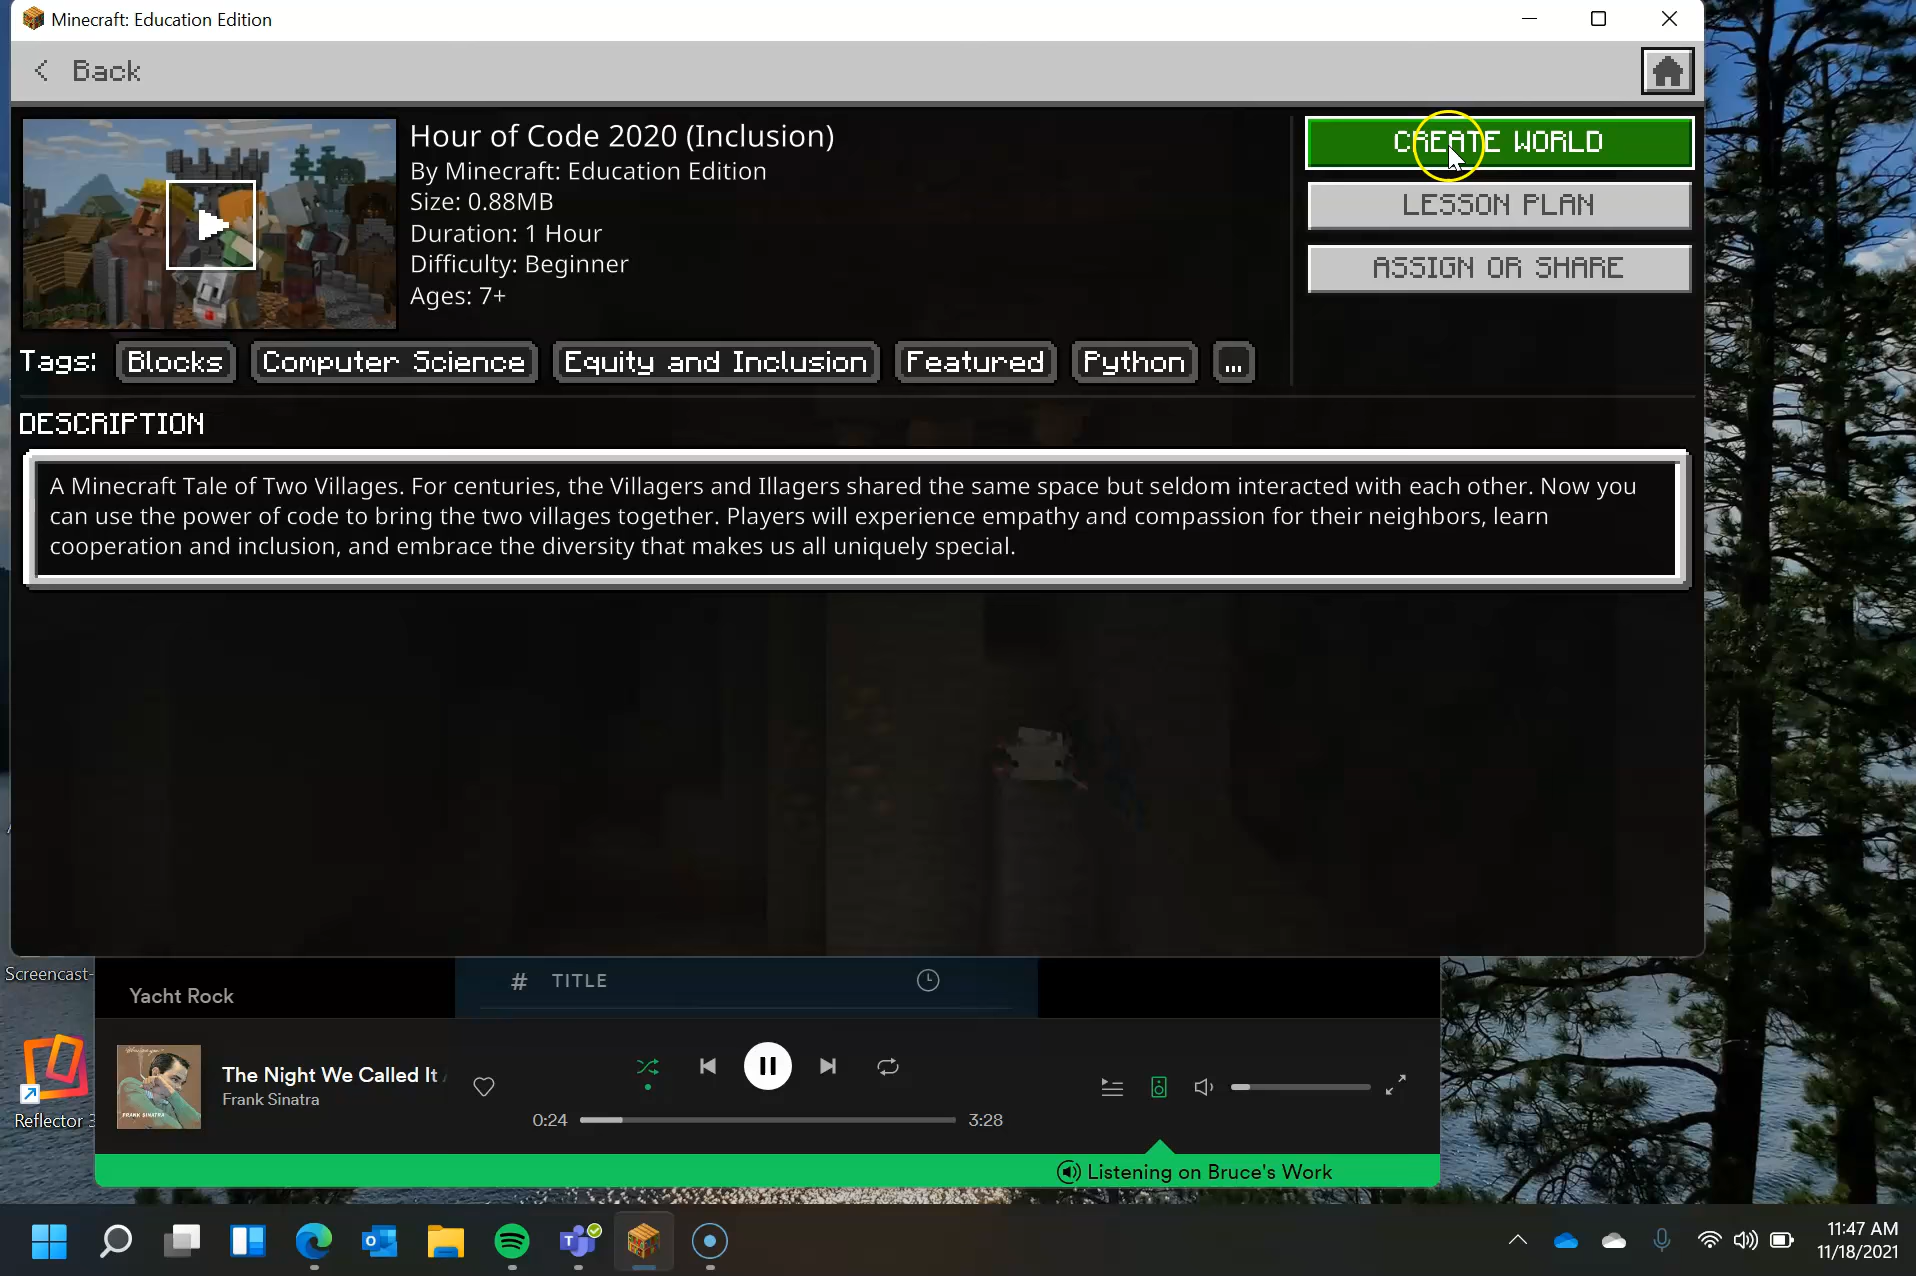 Minecraft: Education Edition
Back
Hour of Code 2020 (Inclusion)
By Minecraft: Education Edition
Size: 0.88MB
Duration: 1 Hour
Difficulty: Beginner
Ages: 7+
CREATE WORLD
LESSON PLAN
ASSIGN OR SHARE
Tags: Blocks Computer Science Equity and Inclusion Featured Python ...
DESCRIPTION
A Minecraft Tale of Two Villages. For centuries, the Villagers and Illagers shared the same space but seldom interacted with each other. Now you
can use the power of code to bring the two villages together. Players will experience empathy and compassion for their neighbors, learn
cooperation and inclusion, and embrace the diversity that makes us all uniquely special.
Screencast-
Yacht Rock
# TITLE
Reflector 3
FRANK SINATRA
The Night We Called It
Frank Sinatra
0:24
3:28
Listening on Bruce's Work
11:47 AM
11/18/2021